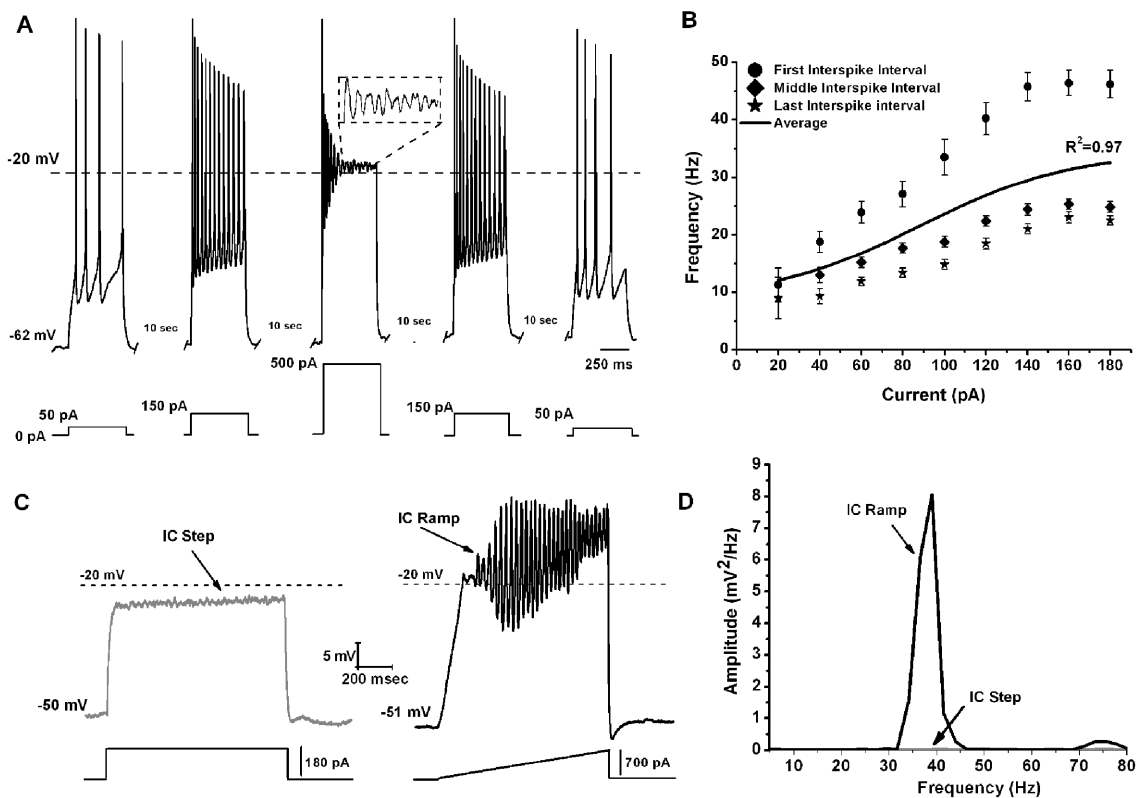 A
-20 mV
-62 mV
10 sec
10 sec
10 sec
10 sec
250 ms
500 pA
50 pA
150 pA
150 pA
50 pA
0 pA
B
First Interspike Interval
Middle Interspike Interval
Last Interspike interval
Average
R²=0.97
Frequency (Hz)
50
40
30
20
10
0
0 20 40 60 80 100 120 140 160 180
Current (pA)
C
IC Step
-20 mV
-50 mV
5 mV
200 msec
180 pA
IC Ramp
-20 mV
-51 mV
700 pA
D
IC Ramp
IC Step
Amplitude (mV²/Hz)
9
8
7
6
5
4
3
2
1
0
10 20 30 40 50 60 70 80
Frequency (Hz)